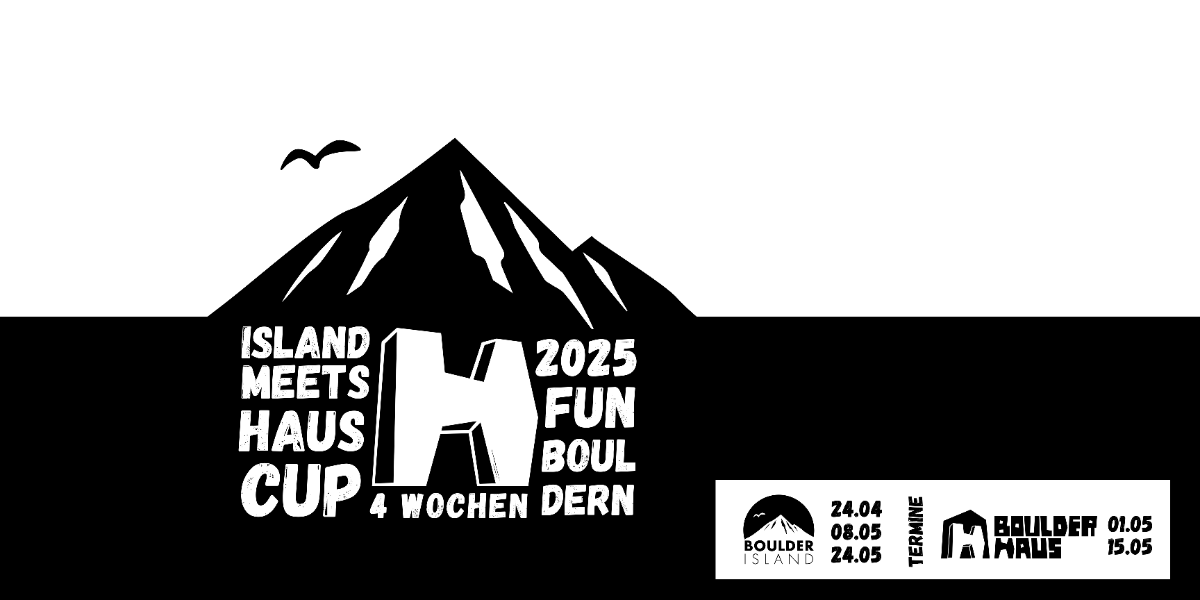 ISLAND
MEETS
HAUS
CUP
H
4 WOCHEN
2025
FUN
BOUL
DERN
BOULDER
ISLAND
24.04
08.05
24.05
TERMINE
H
BOULDER
HAUS
01.05
15.05